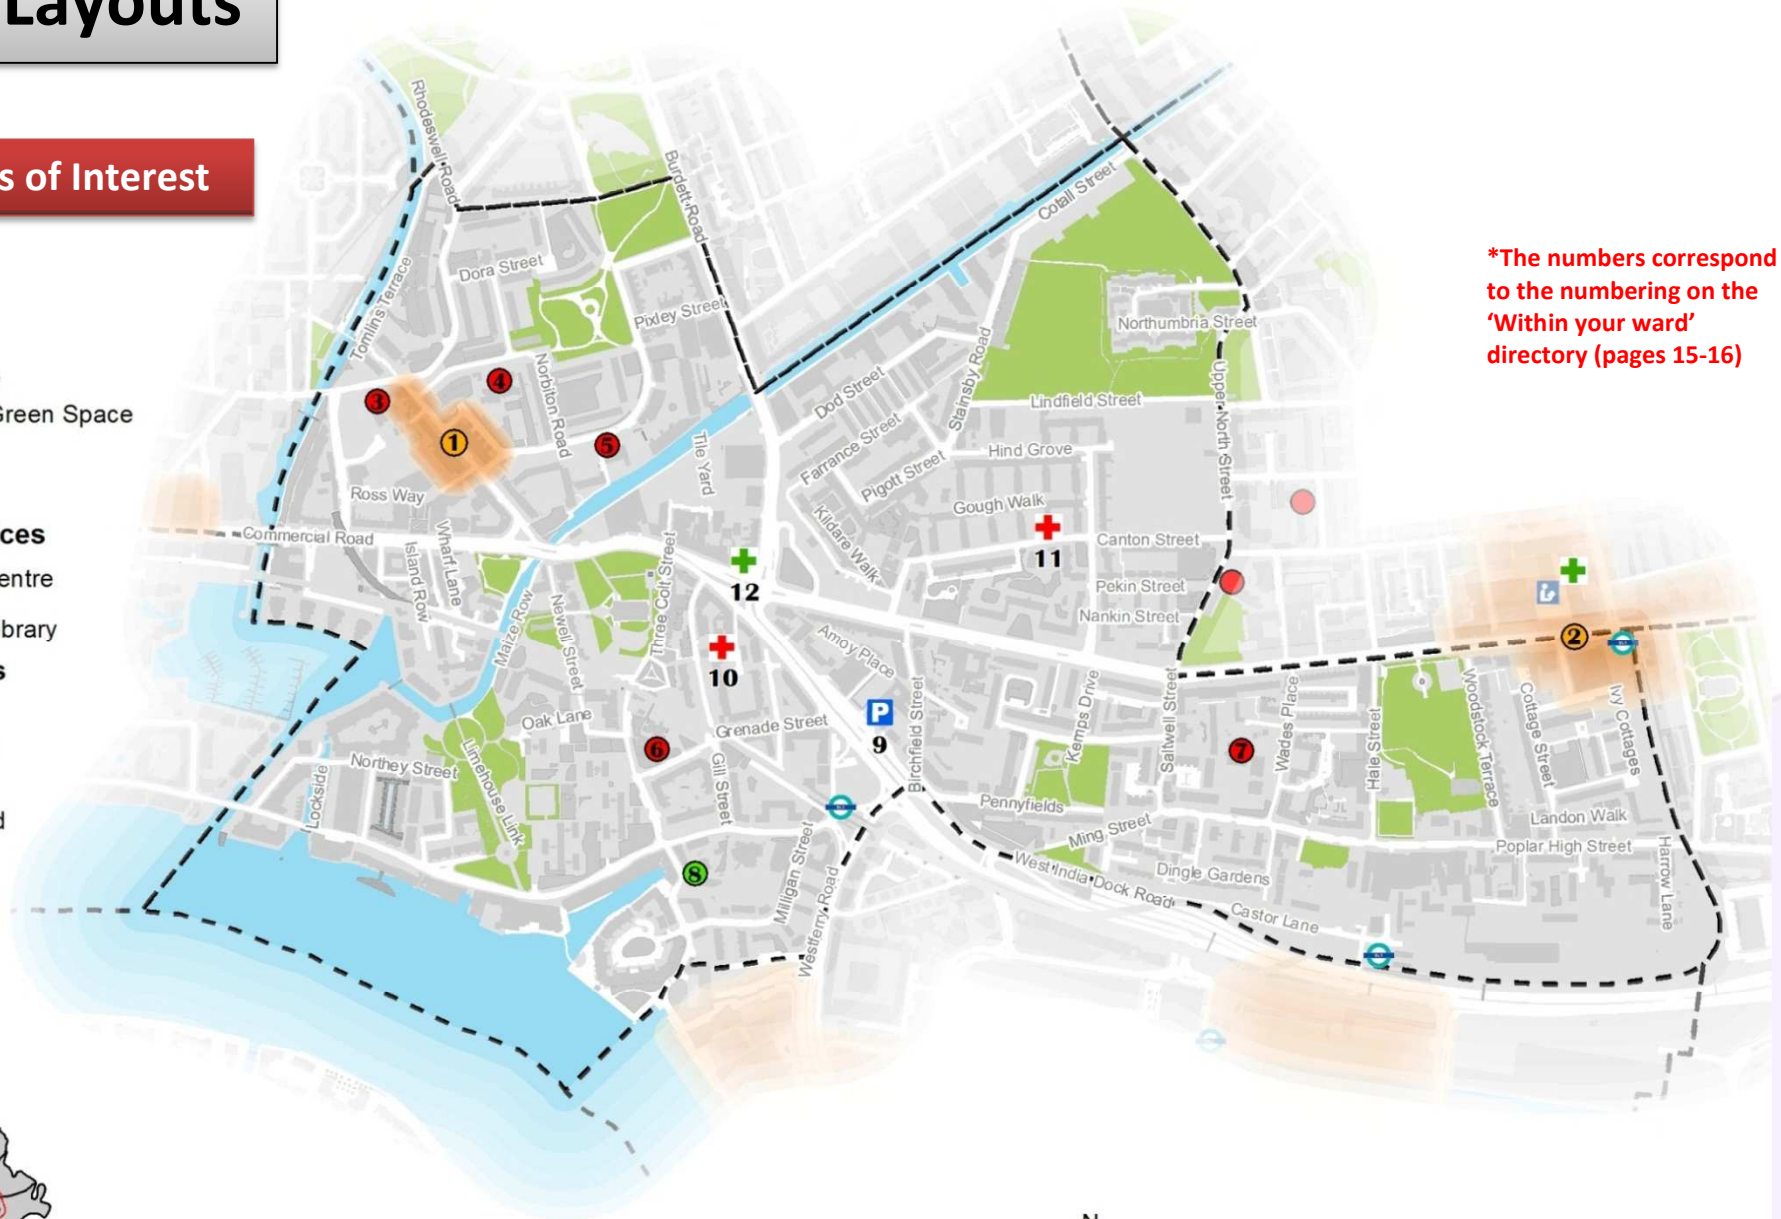 Layouts
s of Interest
Green Space
ces
entre
ibrary
s
d
*The numbers correspond
to the numbering on the
‘Within your ward’
directory (pages 15-16)
Rhodeswell Road
Burdett Road
Cotall Street
Dora Street
Tomlins Terrace
Pixley Street
Northumbria Street
Norbiton Road
Dod Street
Stainsby Road
Upper North Street
3
4
Lindfield Street
1
5
Tile Yard
Farrance Street
Pigott Street
Hind Grove
Ross Way
Gough Walk
Commercial Road
Island Row
Wharf Lane
Kildare Walk
11
Canton Street
Three Colt Street
12
Pekin Street
Nankin Street
Maize Row
Newell Street
Amoy Place
2
10
Oak Lane
Grenade Street
P
9
Birchfield Street
Kemps Drive
Saltwell Street
Wades Place
Hale Street
Woodstock Terrace
Cottage Street
Ivy Cottages
6
7
Northey Street
Limehouse Link
Lockside
Gill Street
Pennyfields
Ming Street
Landon Walk
Poplar High Street
Milligan Street
8
Westferry Road
West India Dock Road
Dingle Gardens
Castor Lane
Harrow Lane
N